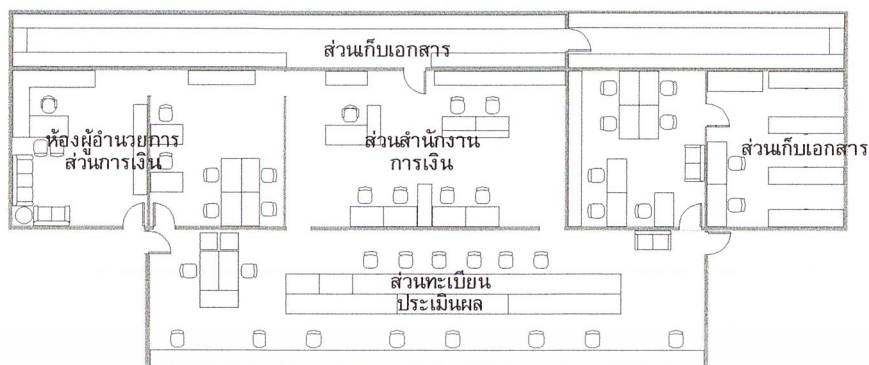 ส่วนเก็บเอกสาร
ห้องผู้อำนวยการ
ส่วนการเงิน
ส่วนสำนักงาน
การเงิน
ส่วนเก็บเอกสาร
ส่วนทะเบียน
ประเมินผล